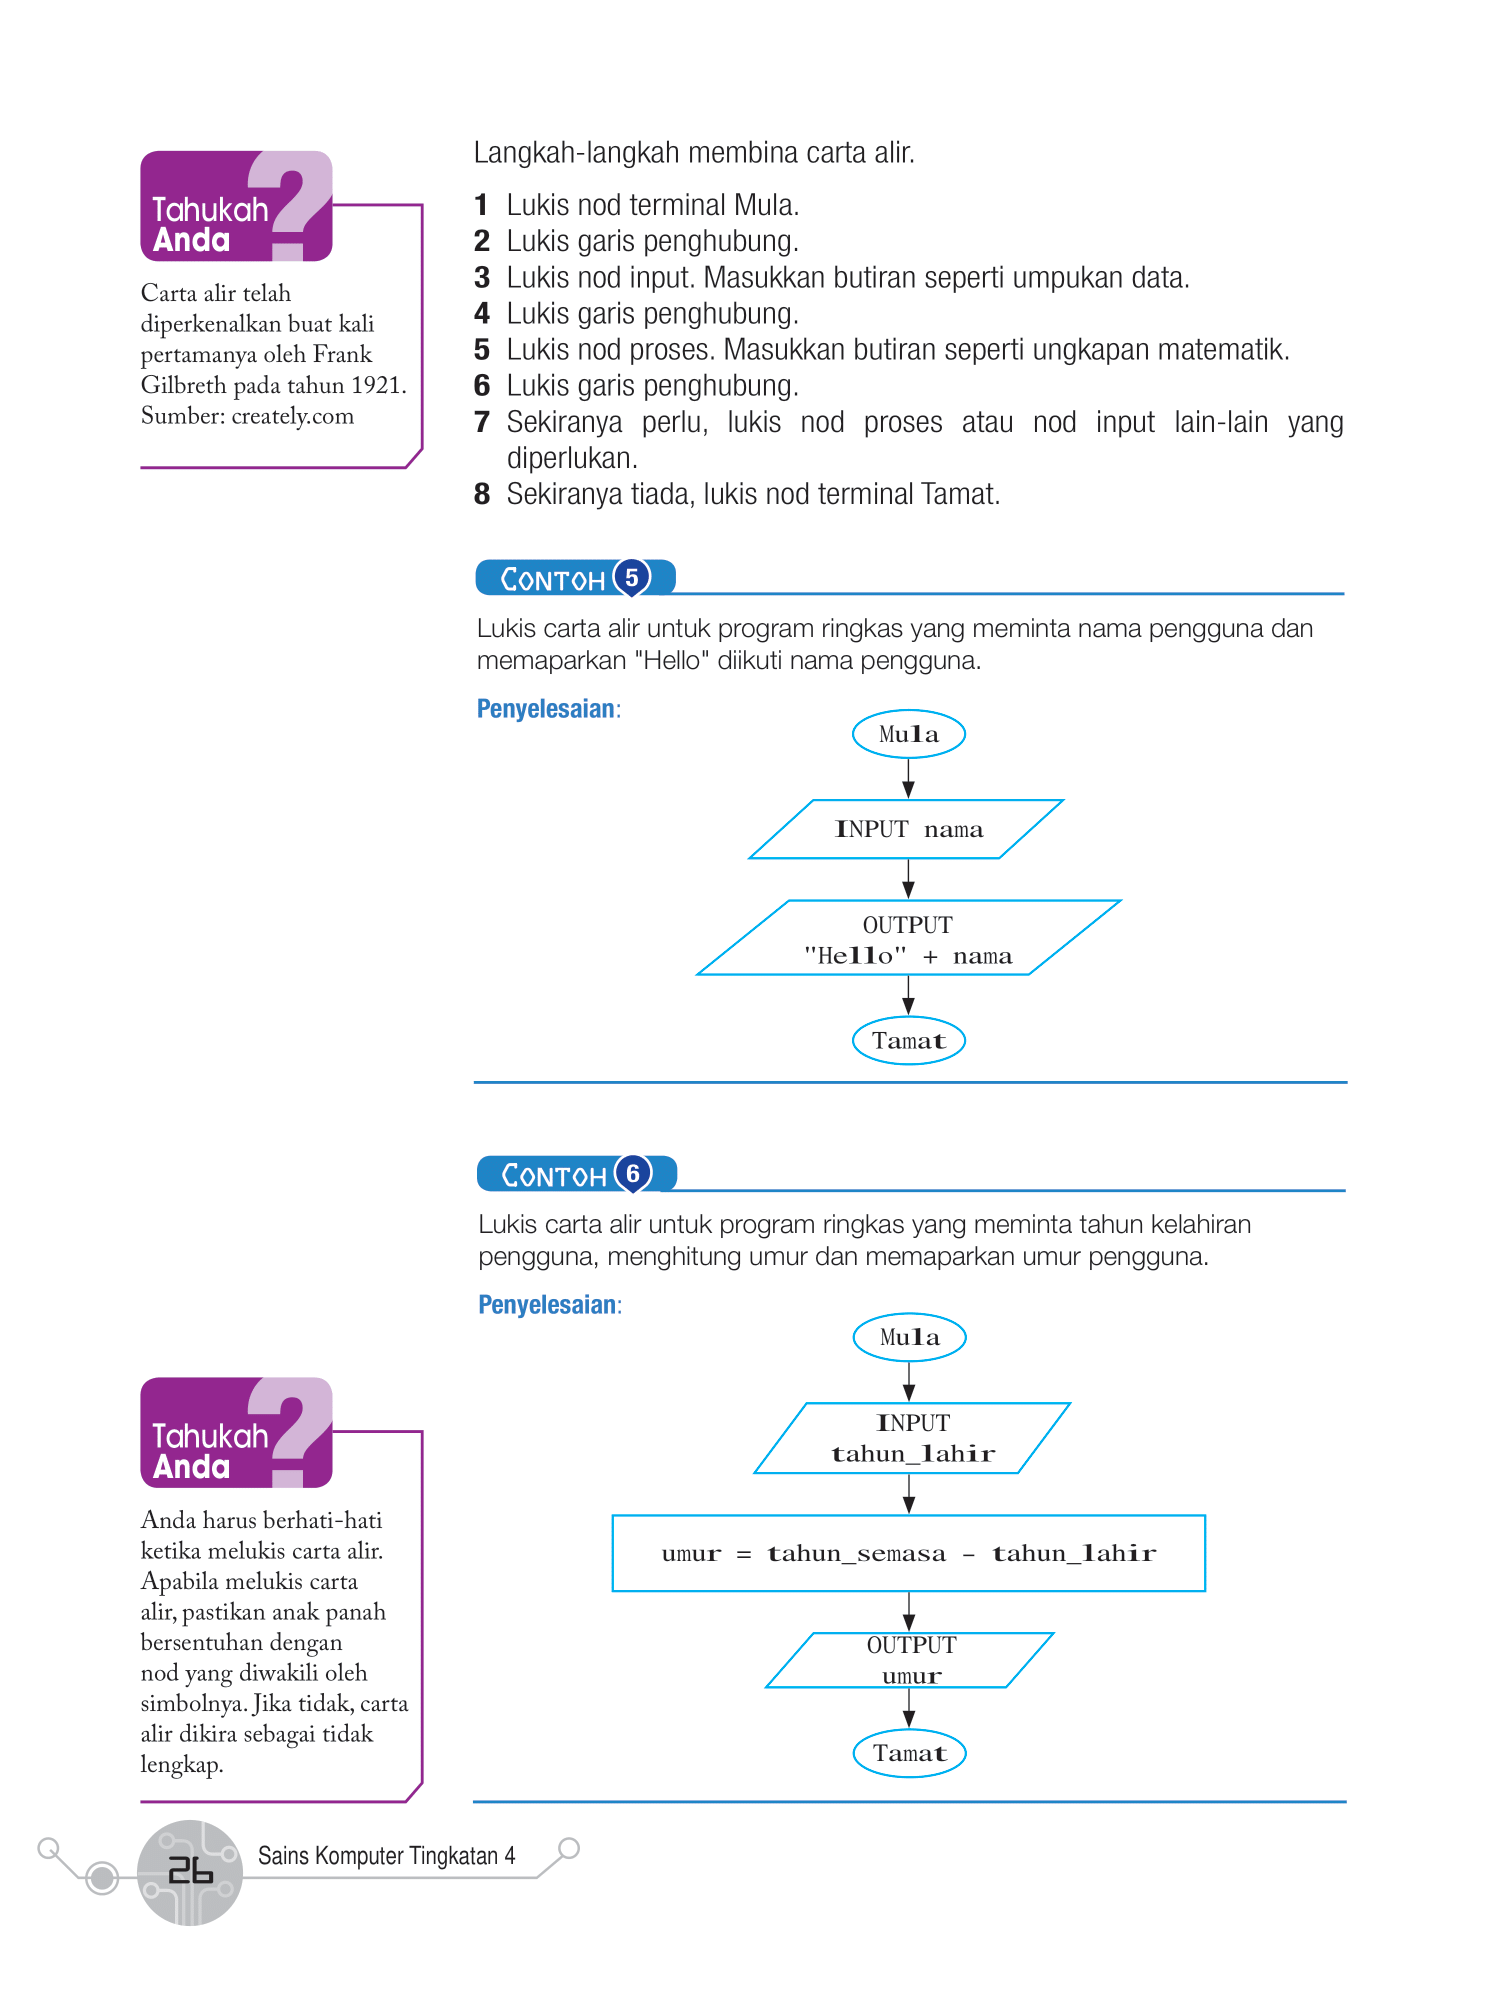 Tahukah
Anda
Carta alir telah
diperkenalkan buat kali
pertamanya oleh Frank
Gilbreth pada tahun 1921.
Sumber: creately.com
Langkah-langkah membina carta alir.
1 Lukis nod terminal Mula.
2 Lukis garis penghubung.
3 Lukis nod input. Masukkan butiran seperti umpukan data.
4 Lukis garis penghubung.
5 Lukis nod proses. Masukkan butiran seperti ungkapan matematik.
6 Lukis garis penghubung.
7 Sekiranya perlu, lukis nod proses atau nod input lain-lain yang
diperlukan.
8 Sekiranya tiada, lukis nod terminal Tamat.
CONTOH 5
Lukis carta alir untuk program ringkas yang meminta nama pengguna dan
memaparkan "Hello" diikuti nama pengguna.
Penyelesaian:
Mula
INPUT nama
OUTPUT
"Hello" + nama
Tamat
CONTOH 6
Lukis carta alir untuk program ringkas yang meminta tahun kelahiran
pengguna, menghitung umur dan memaparkan umur pengguna.
Penyelesaian:
Mula
INPUT
tahun_lahir
umur = tahun_semasa – tahun_lahir
OUTPUT
umur
Tamat
Tahukah
Anda
Anda harus berhati-hati
ketika melukis carta alir.
Apabila melukis carta
alir, pastikan anak panah
bersentuhan dengan
nod yang diwakili oleh
simbolnya. Jika tidak, carta
alir dikira sebagai tidak
lengkap.
26
Sains Komputer Tingkatan 4